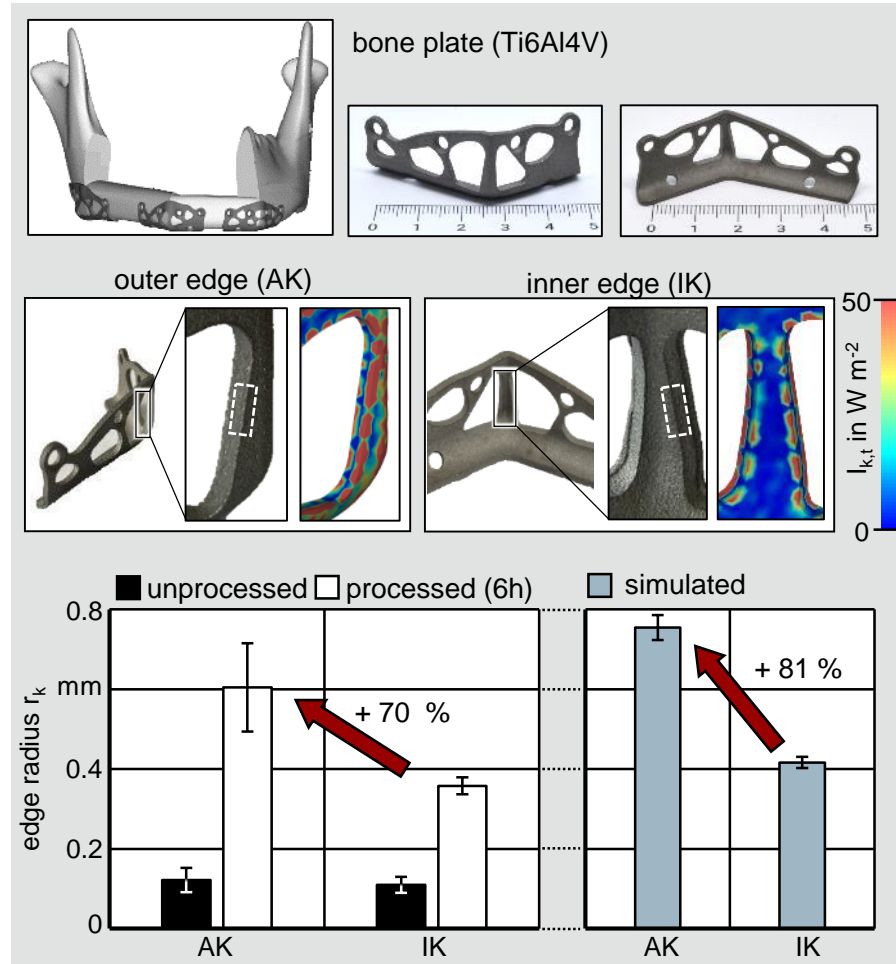 bone plate (Ti6Al4V)
0 1 2 3 4 5
0 1 2 3 4 5
outer edge (AK)
inner edge (IK)
50
I_{k,t} in W m^{-2}
0
unprocessed processed (6h) simulated
0.8
mm
0.4
0.2
0
edge radius r_k
+ 70 %
+ 81 %
AK IK AK IK